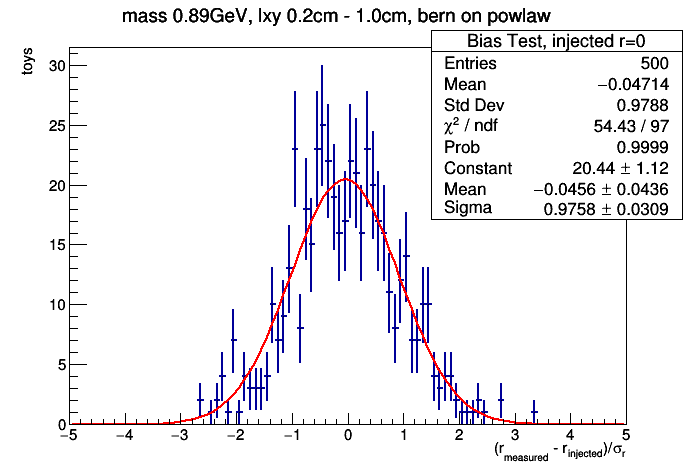 mass 0.89GeV, lxy 0.2cm - 1.0cm, bern on powlaw
Bias Test, injected r=0
Entries 500
Mean −0.04714
Std Dev 0.9788
χ² / ndf 54.43 / 97
Prob 0.9999
Constant 20.44 ± 1.12
Mean −0.0456 ± 0.0436
Sigma 0.9758 ± 0.0309
toys
30
25
20
15
10
5
0
−5 −4 −3 −2 −1 0 1 2 3 4 5
(r_measured - r_injected)/σ_r